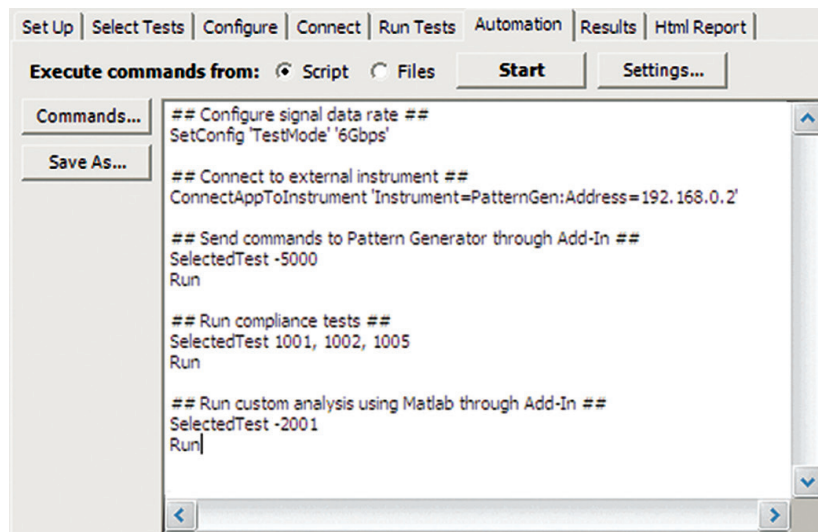 Set Up Select Tests Configure Connect Run Tests Automation Results Html Report
Execute commands from: Script Files Start Settings...
Commands...
Save As...
## Configure signal data rate ##
SetConfig 'TestMode' '6Gbps'
## Connect to external instrument ##
ConnectAppToInstrument 'Instrument=PatternGen:Address=192.168.0.2'
## Send commands to Pattern Generator through Add-In ##
SelectedTest -5000
Run
## Run compliance tests ##
SelectedTest 1001, 1002, 1005
Run
## Run custom analysis using Matlab through Add-In ##
SelectedTest -2001
Run